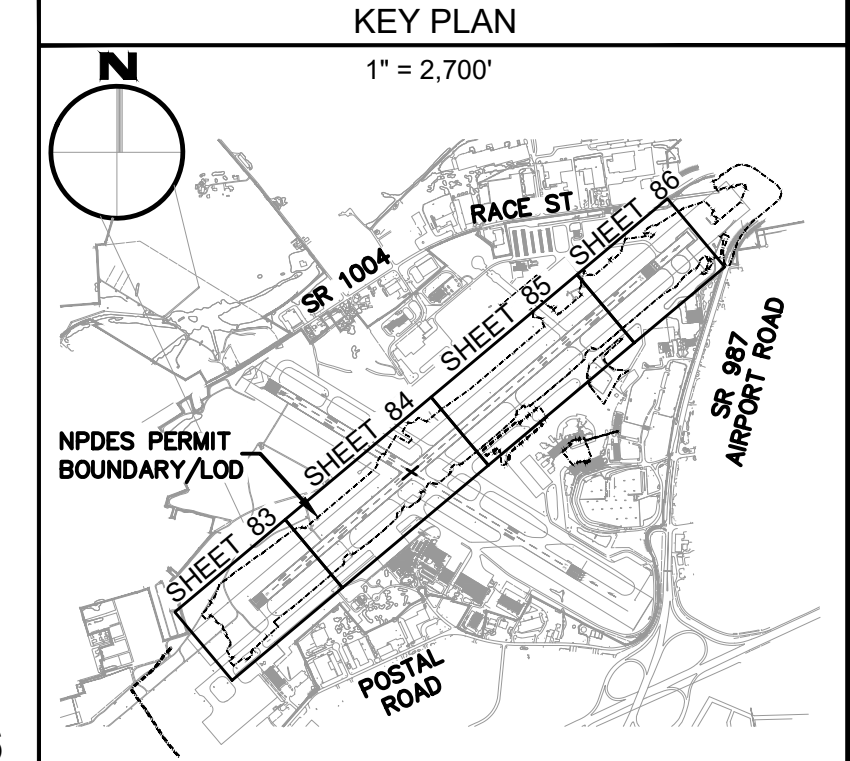 KEY PLAN
N
1" = 2,700'
RACE ST
SHEET 86
SR 1004
SHEET 85
SR 987
AIRPORT ROAD
SHEET 84
NPDES PERMIT
BOUNDARY/LOD
SHEET 83
POSTAL
ROAD